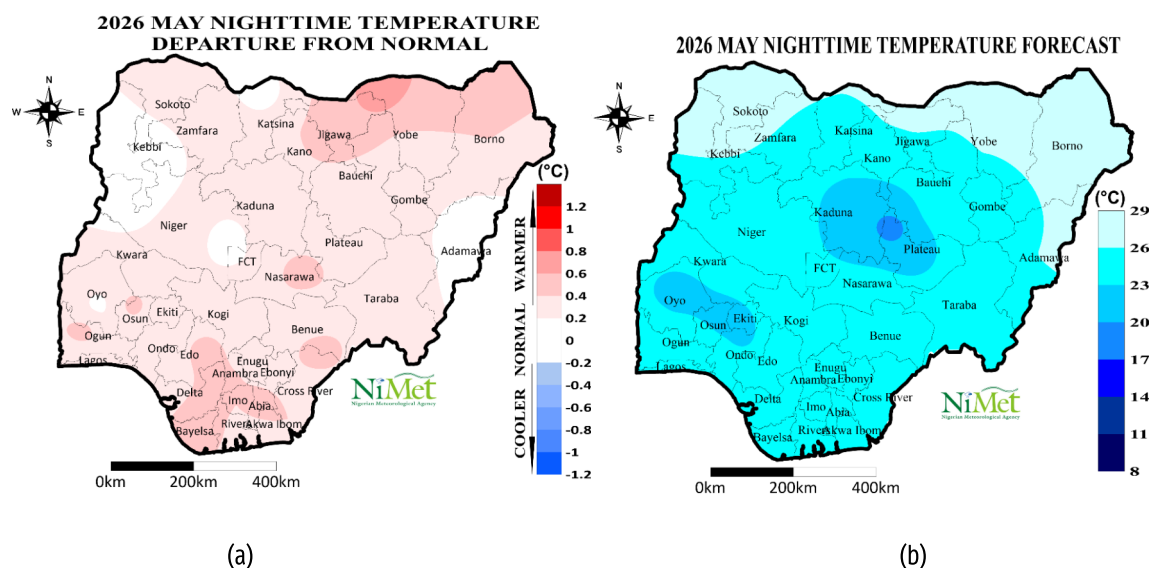 2026 MAY NIGHTTIME TEMPERATURE
DEPARTURE FROM NORMAL
N
W E
S
Sokoto
Zamfara
Katsina
Kebbi
Jigawa
Yobe
Borno
Kano
Bauchi
Gombe
Kaduna
Niger
Plateau
Adamawa
Kwara
FCT
Nasarawa
Taraba
Oyo
Osun
Ekiti
Kogi
Benue
Ogun
Lagos
Ondo
Edo
Enugu
Anambra
Ebonyi
Cross River
Delta
Imo
Abia
Bayelsa
Rivers
Akwa Ibom
NiMet
Nigerian Meteorological Agency
0km 200km 400km
(°C)
1.2
1
0.8
0.6
0.4
0.2
0
-0.2
-0.4
-0.6
-0.8
-1
-1.2
WARMER
NORMAL
COOLER
(a)
2026 MAY NIGHTTIME TEMPERATURE FORECAST
N
E
S
Sokoto
Zamfara
Katsina
Kebbi
Jigawa
Yobe
Borno
Kano
Bauchi
Gombe
Kaduna
Niger
Plateau
Adamawa
Kwara
FCT
Nasarawa
Taraba
Oyo
Osun
Ekiti
Kogi
Benue
Ogun
Lagos
Ondo
Edo
Enugu
Anambra
Ebonyi
Cross River
Delta
Imo
Abia
Bayelsa
Rivers
Akwa Ibom
NiMet
Nigerian Meteorological Agency
0km 200km 400km
(°C)
29
26
23
20
17
14
11
8
(b)